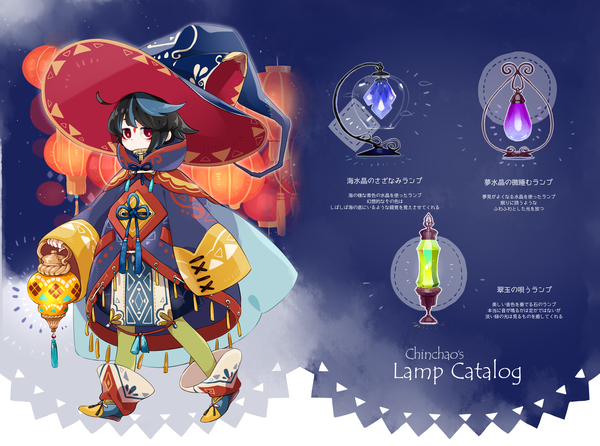 海水晶のさざなみランプ
海の様な青色の水晶を使ったランプ
幻想的なその光は
しばしば海の底にいるような錯覚を覚えさせてくれる
夢水晶の微睡むランプ
夢見がよくなる水晶を使ったランプ
眠りに誘うような
ふわふわとした光を放つ
翠玉の唄うランプ
美しい音色を奏でる石のランプ
本当に音が鳴るかは定かではないが
淡い緑の光は見るものを癒してくれる
IXIX
Chinchao's
Lamp Catalog